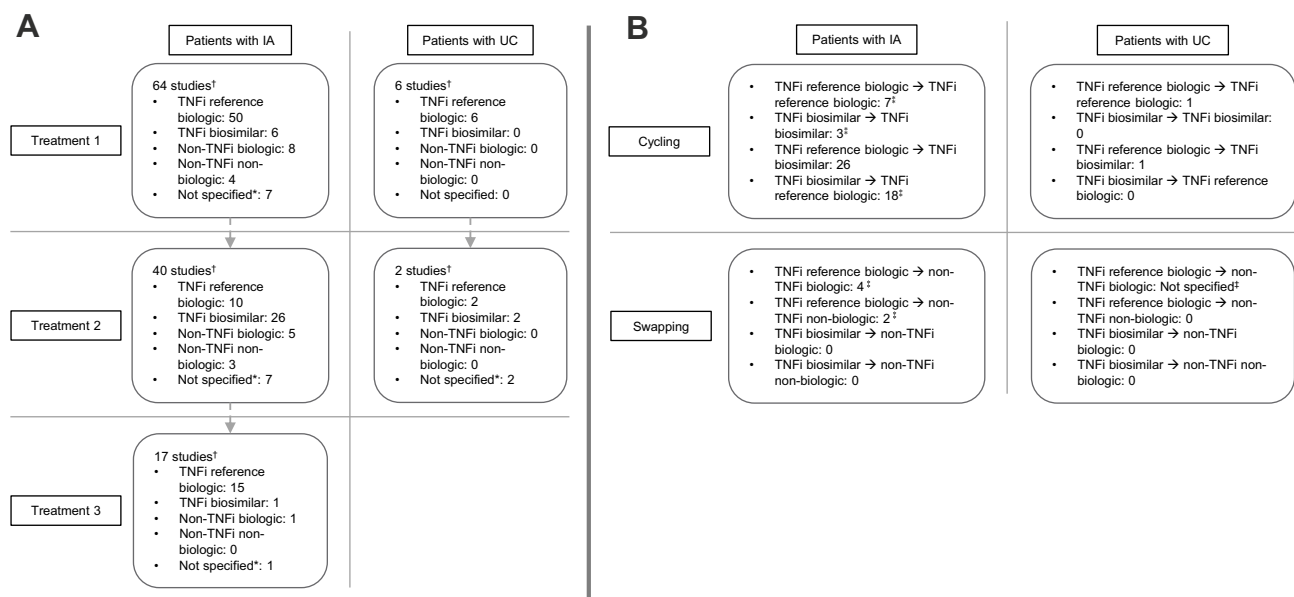 A
Patients with IA
Patients with UC
Treatment 1
64 studies†
• TNFi reference
biologic: 50
• TNFi biosimilar: 6
• Non-TNFi biologic: 8
• Non-TNFi non-
biologic: 4
• Not specified*: 7
6 studies†
• TNFi reference
biologic: 6
• TNFi biosimilar: 0
• Non-TNFi biologic: 0
• Non-TNFi non-
biologic: 0
• Not specified: 0
Treatment 2
40 studies†
• TNFi reference
biologic: 10
• TNFi biosimilar: 26
• Non-TNFi biologic: 5
• Non-TNFi non-
biologic: 3
• Not specified*: 7
2 studies†
• TNFi reference
biologic: 2
• TNFi biosimilar: 2
• Non-TNFi biologic: 0
• Non-TNFi non-
biologic: 0
• Not specified*: 2
Treatment 3
17 studies†
• TNFi reference
biologic: 15
• TNFi biosimilar: 1
• Non-TNFi biologic: 1
• Non-TNFi non-
biologic: 0
• Not specified*: 1
B
Patients with IA
Patients with UC
Cycling
• TNFi reference biologic → TNFi
reference biologic: 7‡
• TNFi biosimilar → TNFi
biosimilar: 3‡
• TNFi reference biologic → TNFi
biosimilar: 26
• TNFi biosimilar → TNFi
reference biologic: 18‡
• TNFi reference biologic → TNFi
reference biologic: 1
• TNFi biosimilar → TNFi biosimilar:
0
• TNFi reference biologic → TNFi
biosimilar: 1
• TNFi biosimilar → TNFi reference
biologic: 0
Swapping
• TNFi reference biologic → non-
TNFi biologic: 4 ‡
• TNFi reference biologic → non-
TNFi non-biologic: 2 ‡
• TNFi biosimilar → non-TNFi
biologic: 0
• TNFi biosimilar → non-TNFi
non-biologic: 0
• TNFi reference biologic → non-
TNFi biologic: Not specified‡
• TNFi reference biologic → non-
TNFi non-biologic: 0
• TNFi biosimilar → non-TNFi
biologic: 0
• TNFi biosimilar → non-TNFi non-
biologic: 0